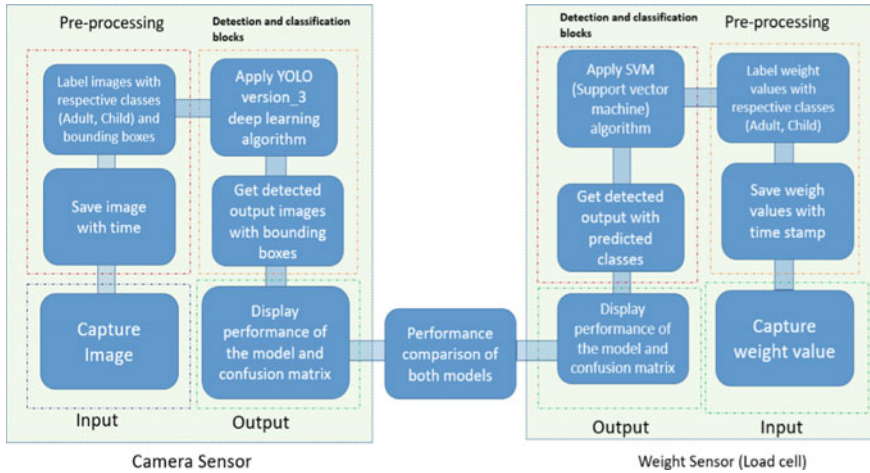 Pre-processing
Detection and classification
blocks
Label images with
respective classes
(Adult, Child) and
bounding boxes
Apply YOLO
version_3
deep learning
algorithm
Save image
with time
Get detected
output images
with bounding
boxes
Capture
Image
Display
performance of
the model and
confusion matrix
Input
Output
Camera Sensor
Performance
comparison of
both models
Detection and classification
blocks
Pre-processing
Apply SVM
(Support vector
machine)
algorithm
Label weight
values with
respective classes
(Adult, Child)
Get detected
output with
predicted
classes
Save weigh
values with
time stamp
Display
performance of
the model and
confusion matrix
Capture
weight value
Output
Input
Weight Sensor (Load cell)